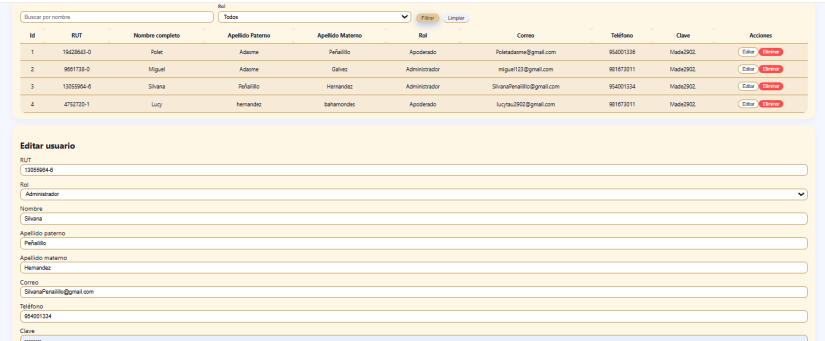 Rol
Buscar por nombre Todos Filtrar Limpiar
Id RUT Nombre completo Apellido Paterno Apellido Materno Rol Correo Teléfono Clave Acciones
1 19428643-0 Polet Adasme Peñailillo Apoderado Poletadasme@gmail.com 954001336 Made2902. Editar Eliminar
2 9661738-0 Miguel Adasme Galvez Administrador miguel123@gmail.com 981673011 Made2902. Editar Eliminar
3 13055964-6 Silvana Peñailillo Hernandez Administrador SilvanaPenailillo@gmail.com 954001334 Made2902. Editar Eliminar
4 4752720-1 Lucy hernandez bahamondes Apoderado lucytau2902@gmail.com 981673011 Made2902. Editar Eliminar
Editar usuario
RUT
13055964-6
Rol
Administrador
Nombre
Silvana
Apellido paterno
Peñailillo
Apellido materno
Hernandez
Correo
SilvanaPenailillo@gmail.com
Teléfono
954001334
Clave